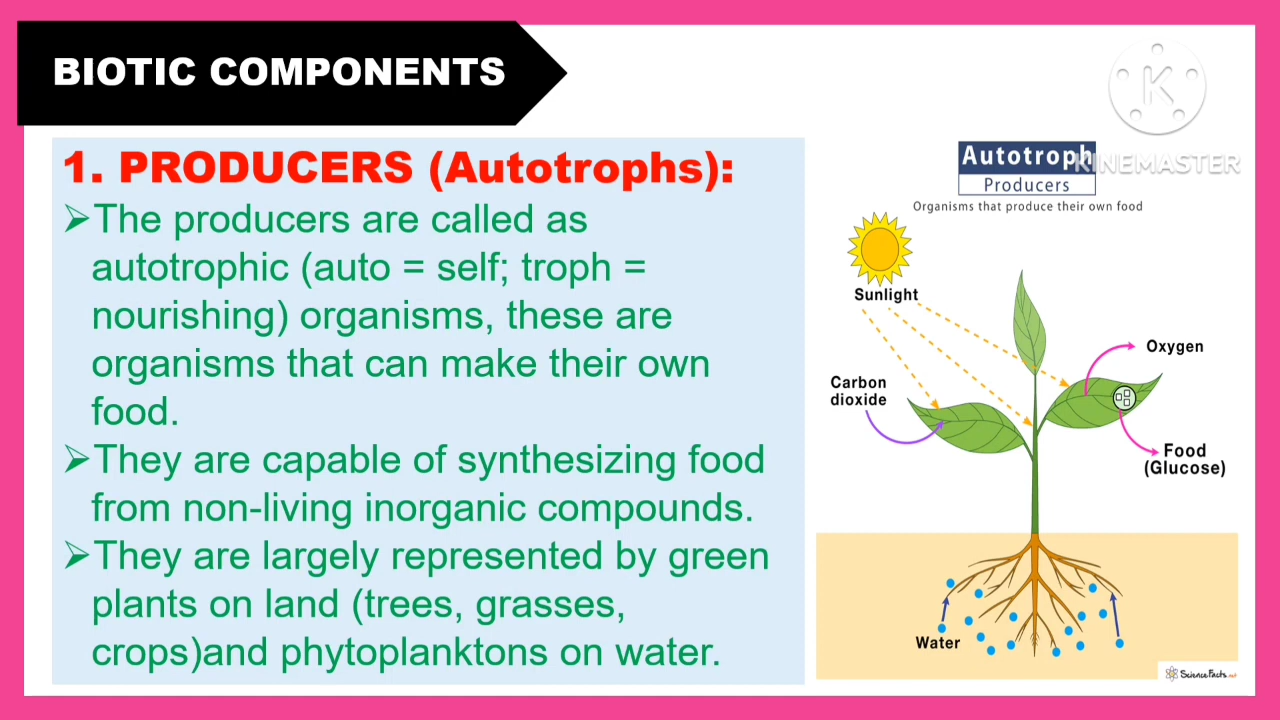 BIOTIC COMPONENTS
1. PRODUCERS (Autotrophs):
➢The producers are called as
autotrophic (auto = self; troph =
nourishing) organisms, these are
organisms that can make their own
food.
➢They are capable of synthesizing food
from non-living inorganic compounds.
➢They are largely represented by green
plants on land (trees, grasses,
crops)and phytoplanktons on water.
K
KINEMASTER
Autotroph
Producers
Organisms that produce their own food
Sunlight
Oxygen
Carbon
dioxide
Food
(Glucose)
Water
ScienceFacts.net